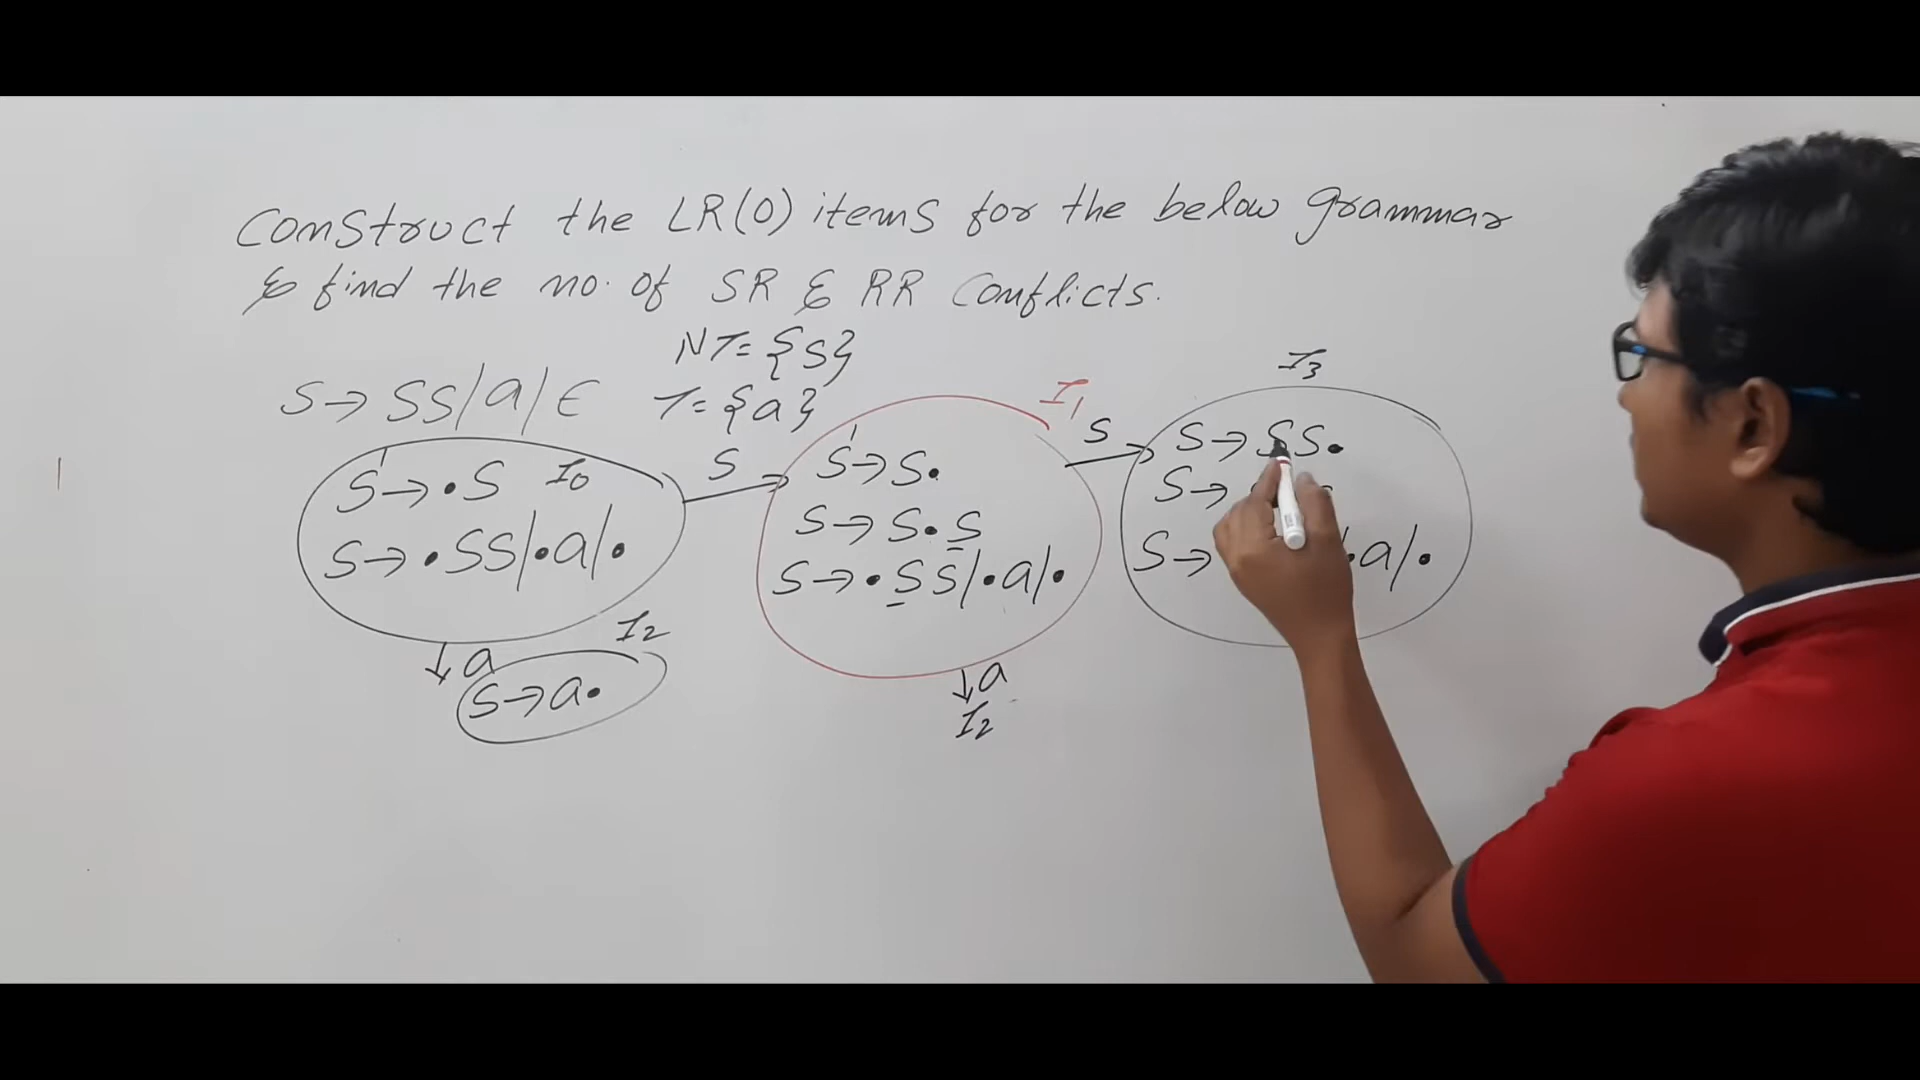 Construct the LR(0) items for the below grammar
& find the no. of SR & RR Conflicts.
NT = {S}
S → SS | a | ϵ
T = {a}
S' → •S I0
S → •SS | •a | •
a
I2
S → a•
S
I1
S' → S•
S → S•S
S → •SS | •a | •
a
I2
S
I3
S → SS•
S →
S → •a | •